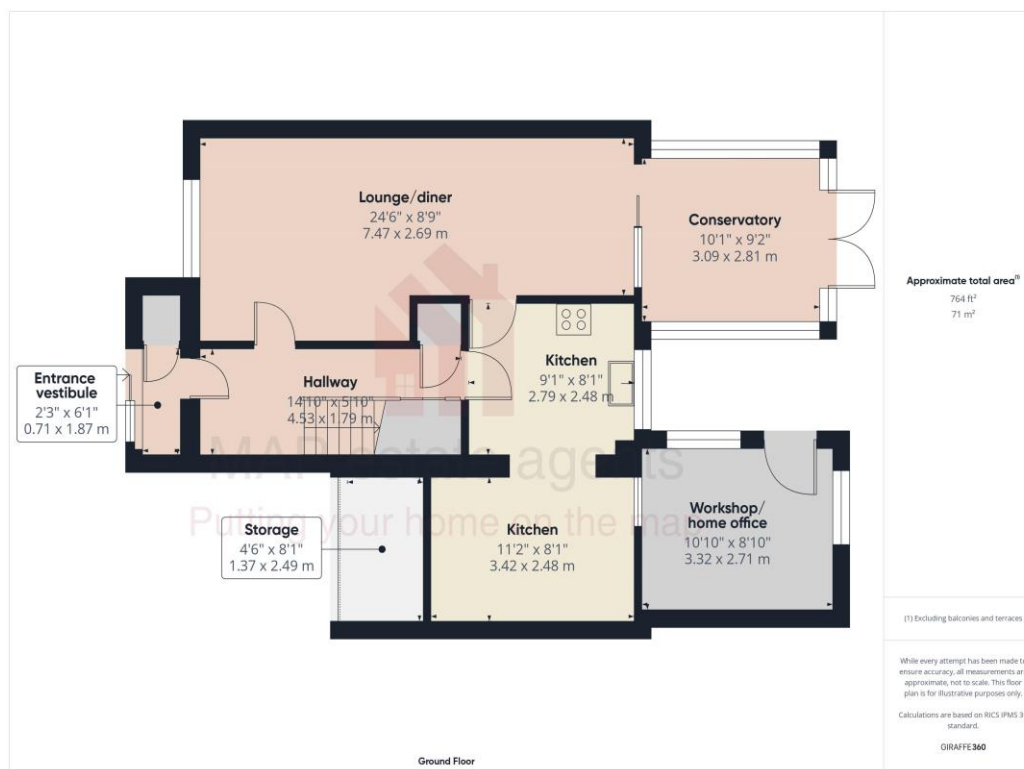 Lounge/diner
24'6" x 8'9"
7.47 x 2.69 m
Conservatory
10'1" x 9'2"
3.09 x 2.81 m
Approximate total area⁽¹⁾
764 ft²
71 m²
Entrance
vestibule
2'3" x 6'1"
0.71 x 1.87 m
Hallway
14'10" x 5'10"
4.53 x 1.79 m
Kitchen
9'1" x 8'1"
2.79 x 2.48 m
MAP estate agents
Putting your home on the map
Storage
4'6" x 8'1"
1.37 x 2.49 m
Kitchen
11'2" x 8'1"
3.42 x 2.48 m
Workshop/
home office
10'10" x 8'10"
3.32 x 2.71 m
(1) Excluding balconies and terraces
While every attempt has been made to
ensure accuracy, all measurements are
approximate, not to scale. This floor
plan is for illustrative purposes only.
Calculations are based on RICS IPMS 3
standard.
GIRAFFE360
Ground Floor